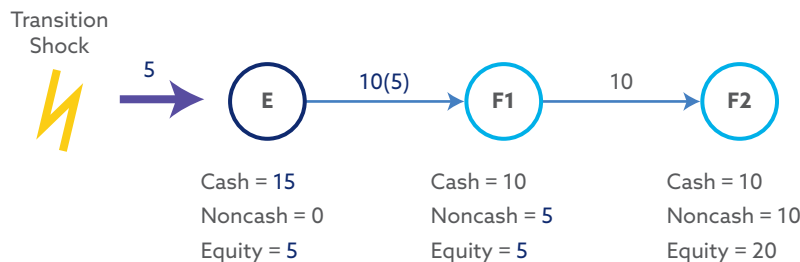 Transition
Shock
5
E
10(5)
F1
10
F2
Cash = 15
Noncash = 0
Equity = 5
Cash = 10
Noncash = 5
Equity = 5
Cash = 10
Noncash = 10
Equity = 20